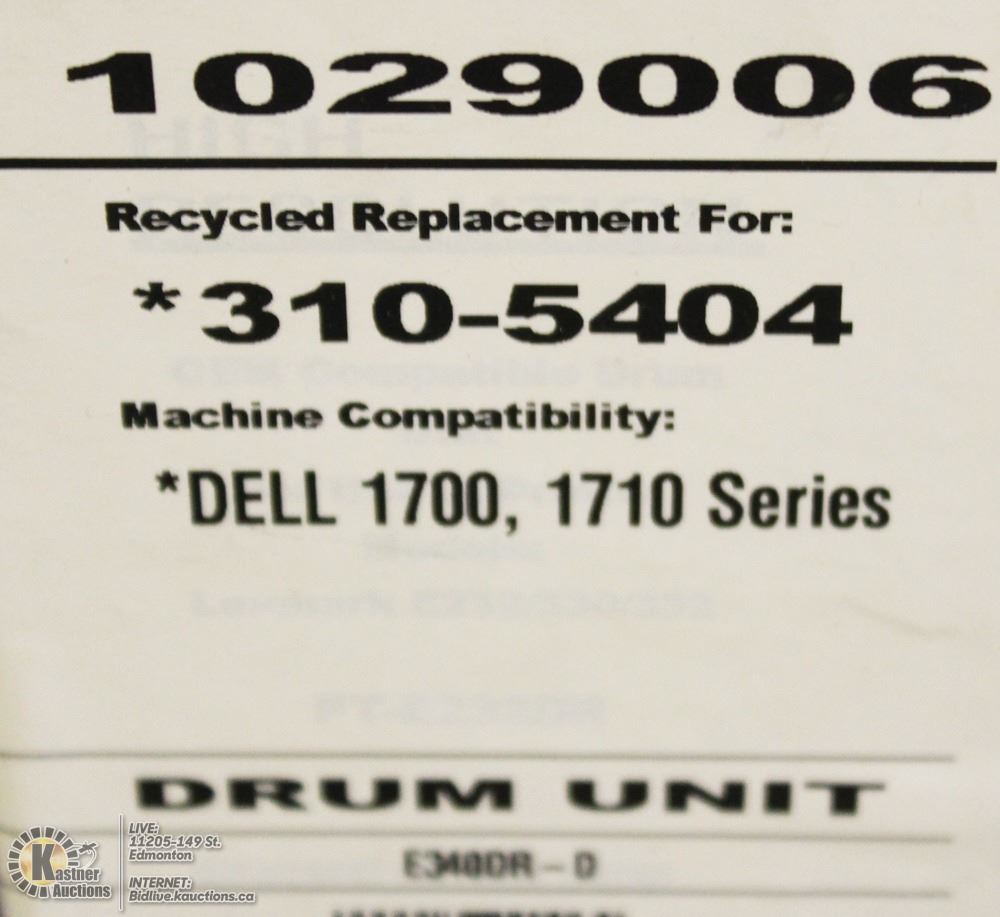 1029006
Recycled Replacement For:
*310-5404
Machine Compatibility:
*DELL 1700, 1710 Series
DRUM UNIT
E340DR - D
Kastner
Auctions
LIVE:
11205-149 St.
Edmonton
INTERNET:
Bidlive.kauctions.ca